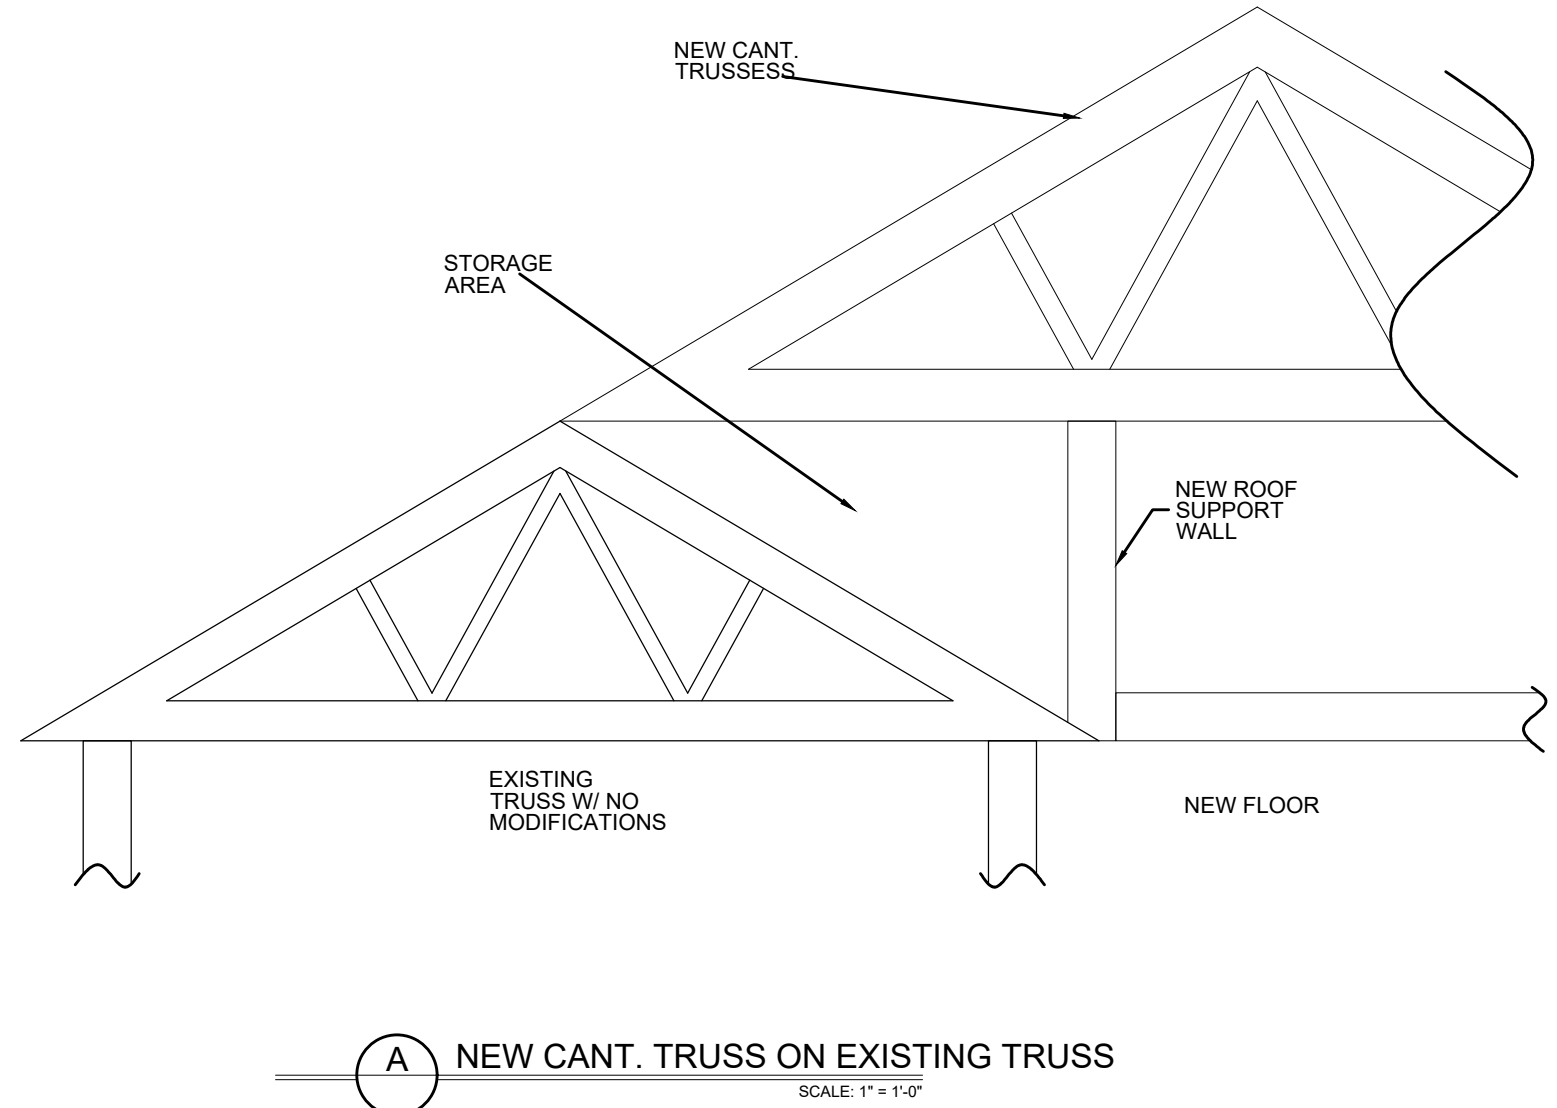 NEW CANT.
TRUSSESS
STORAGE
AREA
NEW ROOF
SUPPORT
WALL
EXISTING
TRUSS W/ NO
MODIFICATIONS
NEW FLOOR
A
NEW CANT. TRUSS ON EXISTING TRUSS
SCALE: 1" = 1'-0"